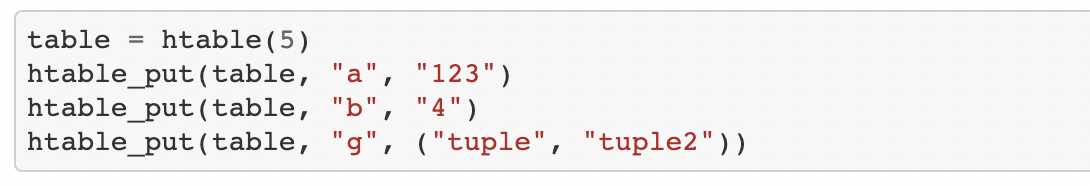 table = htable(5)
htable_put(table, "a", "123")
htable_put(table, "b", "4")
htable_put(table, "g", ("tuple", "tuple2"))